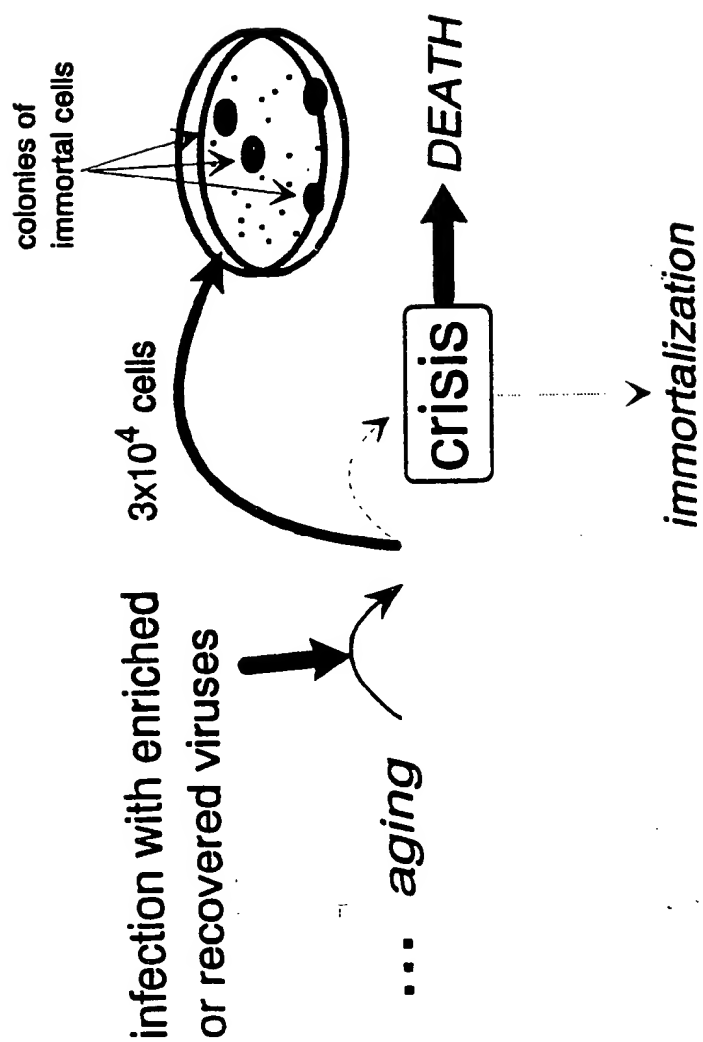 infection with enriched
or recovered viruses
... aging
3x10⁴ cells
colonies of
immortal cells
crisis
DEATH
immortalization